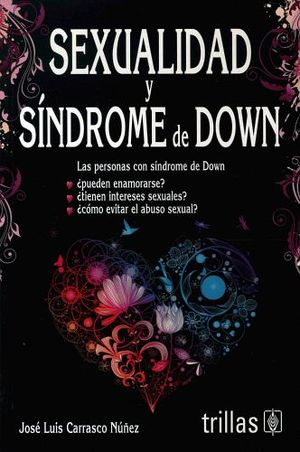 SEXUALIDAD
y
SÍNDROME de DOWN
Las personas con síndrome de Down
¿pueden enamorarse?
¿tienen intereses sexuales?
¿cómo evitar el abuso sexual?
José Luis Carrasco Núñez
trillas